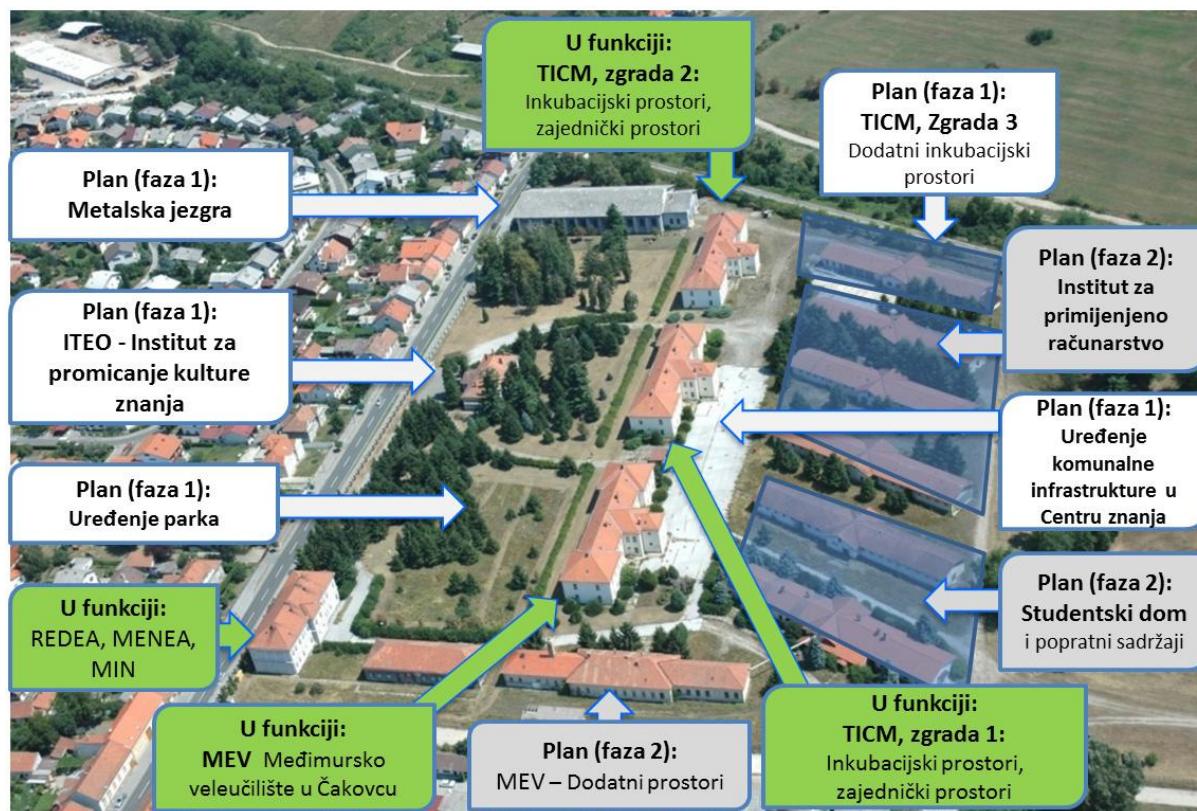 U funkciji:
TICM, zgrada 2:
Inkubacijski prostori,
zajednički prostori
Plan (faza 1):
TICM, Zgrada 3
Dodatni inkubacijski
prostori
Plan (faza 1):
Metalska jezgra
Plan (faza 2):
Institut za
primijenjeno
računarstvo
Plan (faza 1):
ITEO - Institut za
promicanje kulture
znanja
Plan (faza 1):
Uređenje
komunalne
infrastrukture u
Centru znanja
Plan (faza 1):
Uređenje parka
Plan (faza 2):
Studentski dom
i popratni sadržaji
U funkciji:
REDEA, MENEA,
MIN
U funkciji:
MEV Međimursko
veleučilište u Čakovcu
Plan (faza 2):
MEV – Dodatni prostori
U funkciji:
TICM, zgrada 1:
Inkubacijski prostori,
zajednički prostori